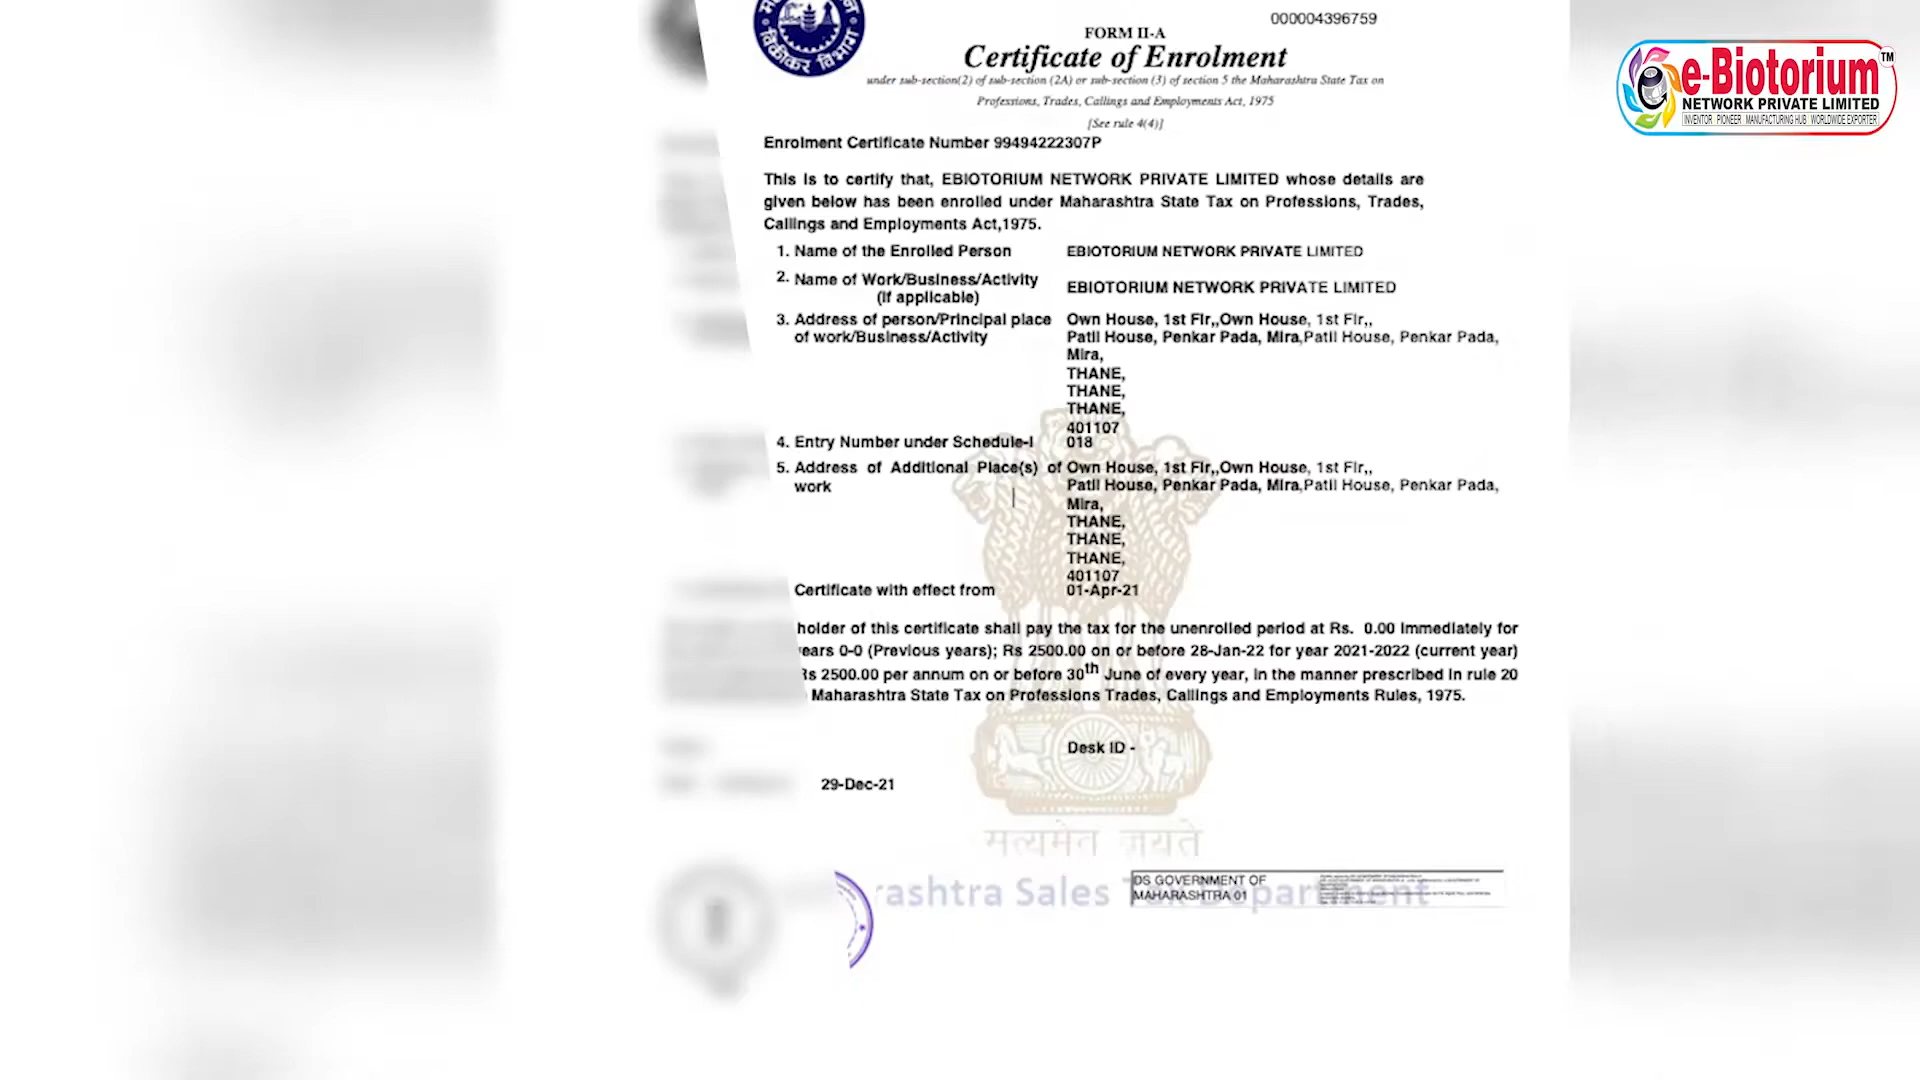 000004396759
FORM II-A
Certificate of Enrolment
under sub-section(2) of sub-section (2A) or sub-section (3) of section 5 the Maharashtra State Tax on
Professions, Trades, Callings and Employments Act, 1975
[See rule 4(4)]
विक्रीकर विभाग
e-Biotorium™
NETWORK PRIVATE LIMITED
INVENTOR PIONEER MANUFACTURING HUB WORLDWIDE EXPORTER
Enrolment Certificate Number 99494222307P
This is to certify that, EBIOTORIUM NETWORK PRIVATE LIMITED whose details are
given below has been enrolled under Maharashtra State Tax on Professions, Trades,
Callings and Employments Act,1975.
1. Name of the Enrolled Person EBIOTORIUM NETWORK PRIVATE LIMITED
2. Name of Work/Business/Activity
(if applicable) EBIOTORIUM NETWORK PRIVATE LIMITED
3. Address of person/Principal place Own House, 1st Flr,,Own House, 1st Flr,,
of work/Business/Activity Patil House, Penkar Pada, Mira,Patil House, Penkar Pada,
Mira,
THANE,
THANE,
THANE,
401107
4. Entry Number under Schedule-I 018
5. Address of Additional Place(s) of Own House, 1st Flr,,Own House, 1st Flr,,
work Patil House, Penkar Pada, Mira,Patil House, Penkar Pada,
Mira,
THANE,
THANE,
THANE,
401107
Certificate with effect from 01-Apr-21
holder of this certificate shall pay the tax for the unenrolled period at Rs. 0.00 immediately for
ears 0-0 (Previous years); Rs 2500.00 on or before 28-Jan-22 for year 2021-2022 (current year)
Rs 2500.00 per annum on or before 30th June of every year, in the manner prescribed in rule 20
Maharashtra State Tax on Professions Trades, Callings and Employments Rules, 1975.
Desk ID -
29-Dec-21
सत्यमेव जयते
ashtra Sales Tax Department
DS GOVERNMENT OF
MAHARASHTRA 01